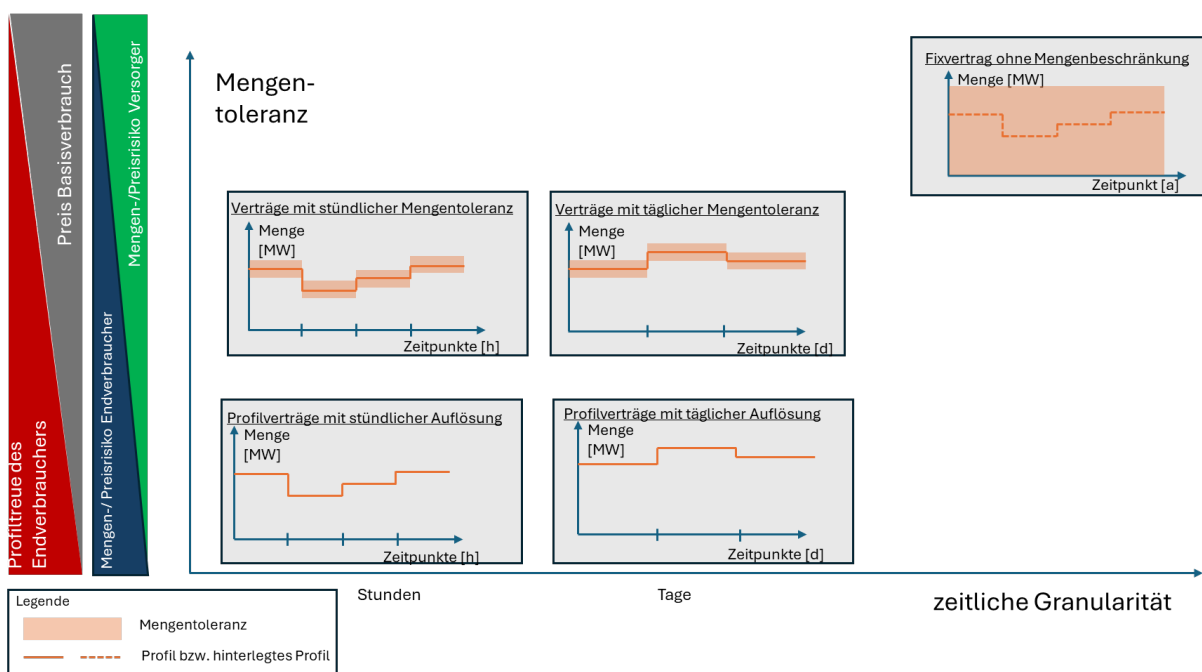 Profiltreue des
Endverbrauchers
Preis Basisverbrauch
Mengen-/ Preisrisiko Endverbraucher
Mengen-/Preisrisiko Versorger
Mengen-
toleranz
Fixvertrag ohne Mengenbeschränkung
Menge [MW]
Zeitpunkt [a]
Verträge mit stündlicher Mengentoleranz
Menge
[MW]
Zeitpunkte [h]
Verträge mit täglicher Mengentoleranz
Menge
[MW]
Zeitpunkte [d]
Profilverträge mit stündlicher Auflösung
Menge
[MW]
Zeitpunkte [h]
Profilverträge mit täglicher Auflösung
Menge
[MW]
Zeitpunkte [d]
Stunden
Tage
zeitliche Granularität
Legende
Mengentoleranz
Profil bzw. hinterlegtes Profil